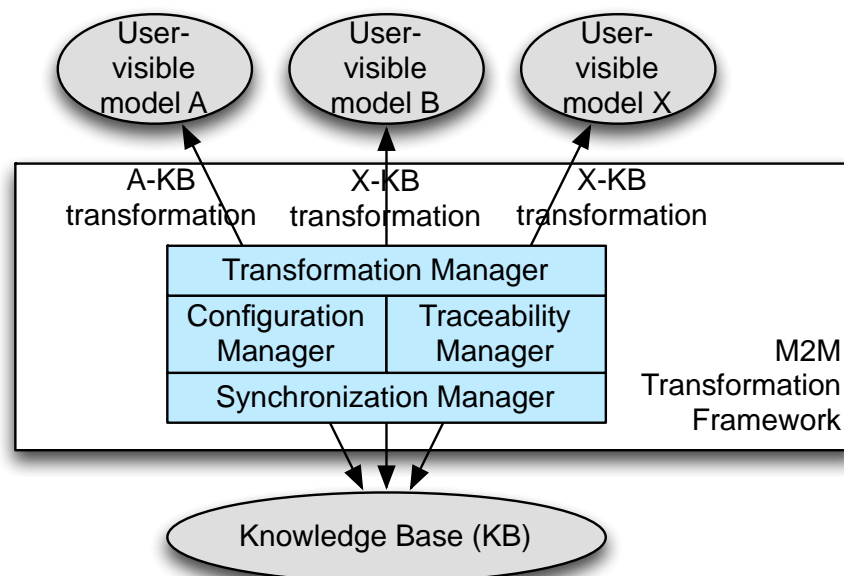 User-
visible
model A
User-
visible
model B
User-
visible
model X
A-KB
transformation
X-KB
transformation
X-KB
transformation
Transformation Manager
Configuration
Manager
Traceability
Manager
Synchronization Manager
M2M
Transformation
Framework
Knowledge Base (KB)